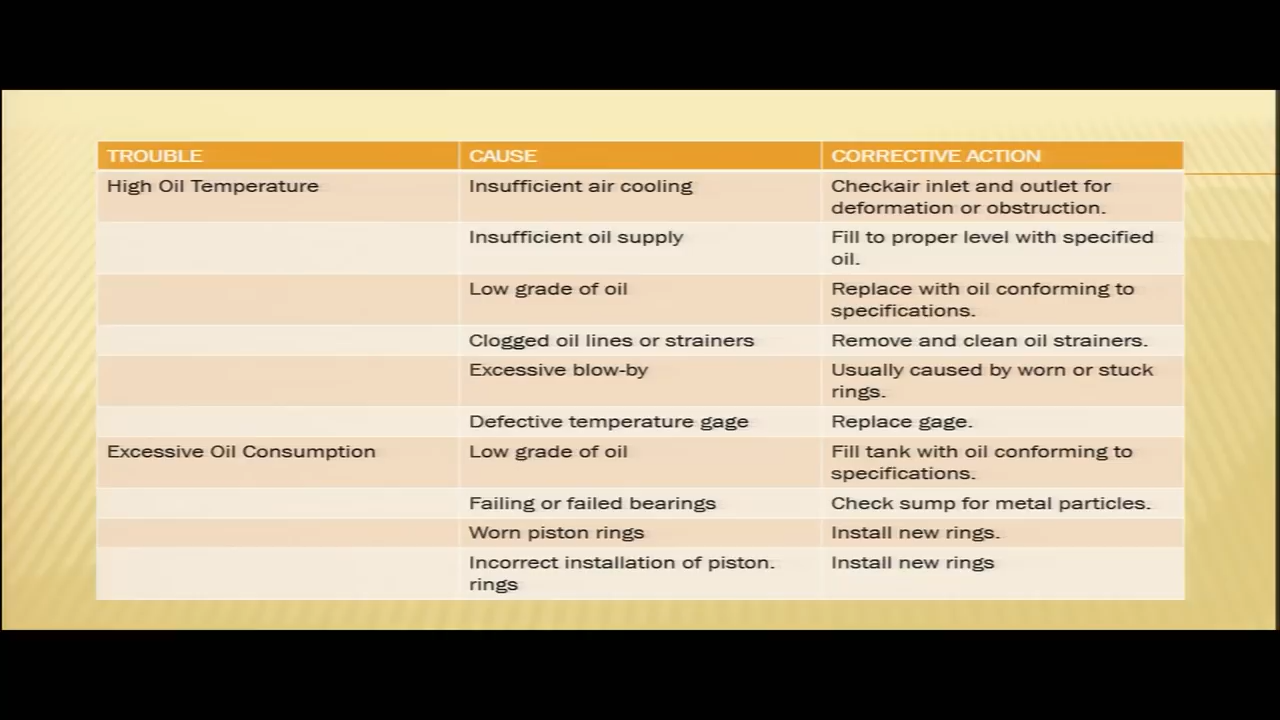 TROUBLE CAUSE CORRECTIVE ACTION
High Oil Temperature Insufficient air cooling Checkair inlet and outlet for
deformation or obstruction.
Insufficient oil supply Fill to proper level with specified
oil.
Low grade of oil Replace with oil conforming to
specifications.
Clogged oil lines or strainers Remove and clean oil strainers.
Excessive blow-by Usually caused by worn or stuck
rings.
Defective temperature gage Replace gage.
Excessive Oil Consumption Low grade of oil Fill tank with oil conforming to
specifications.
Failing or failed bearings Check sump for metal particles.
Worn piston rings Install new rings.
Incorrect installation of piston. Install new rings
rings